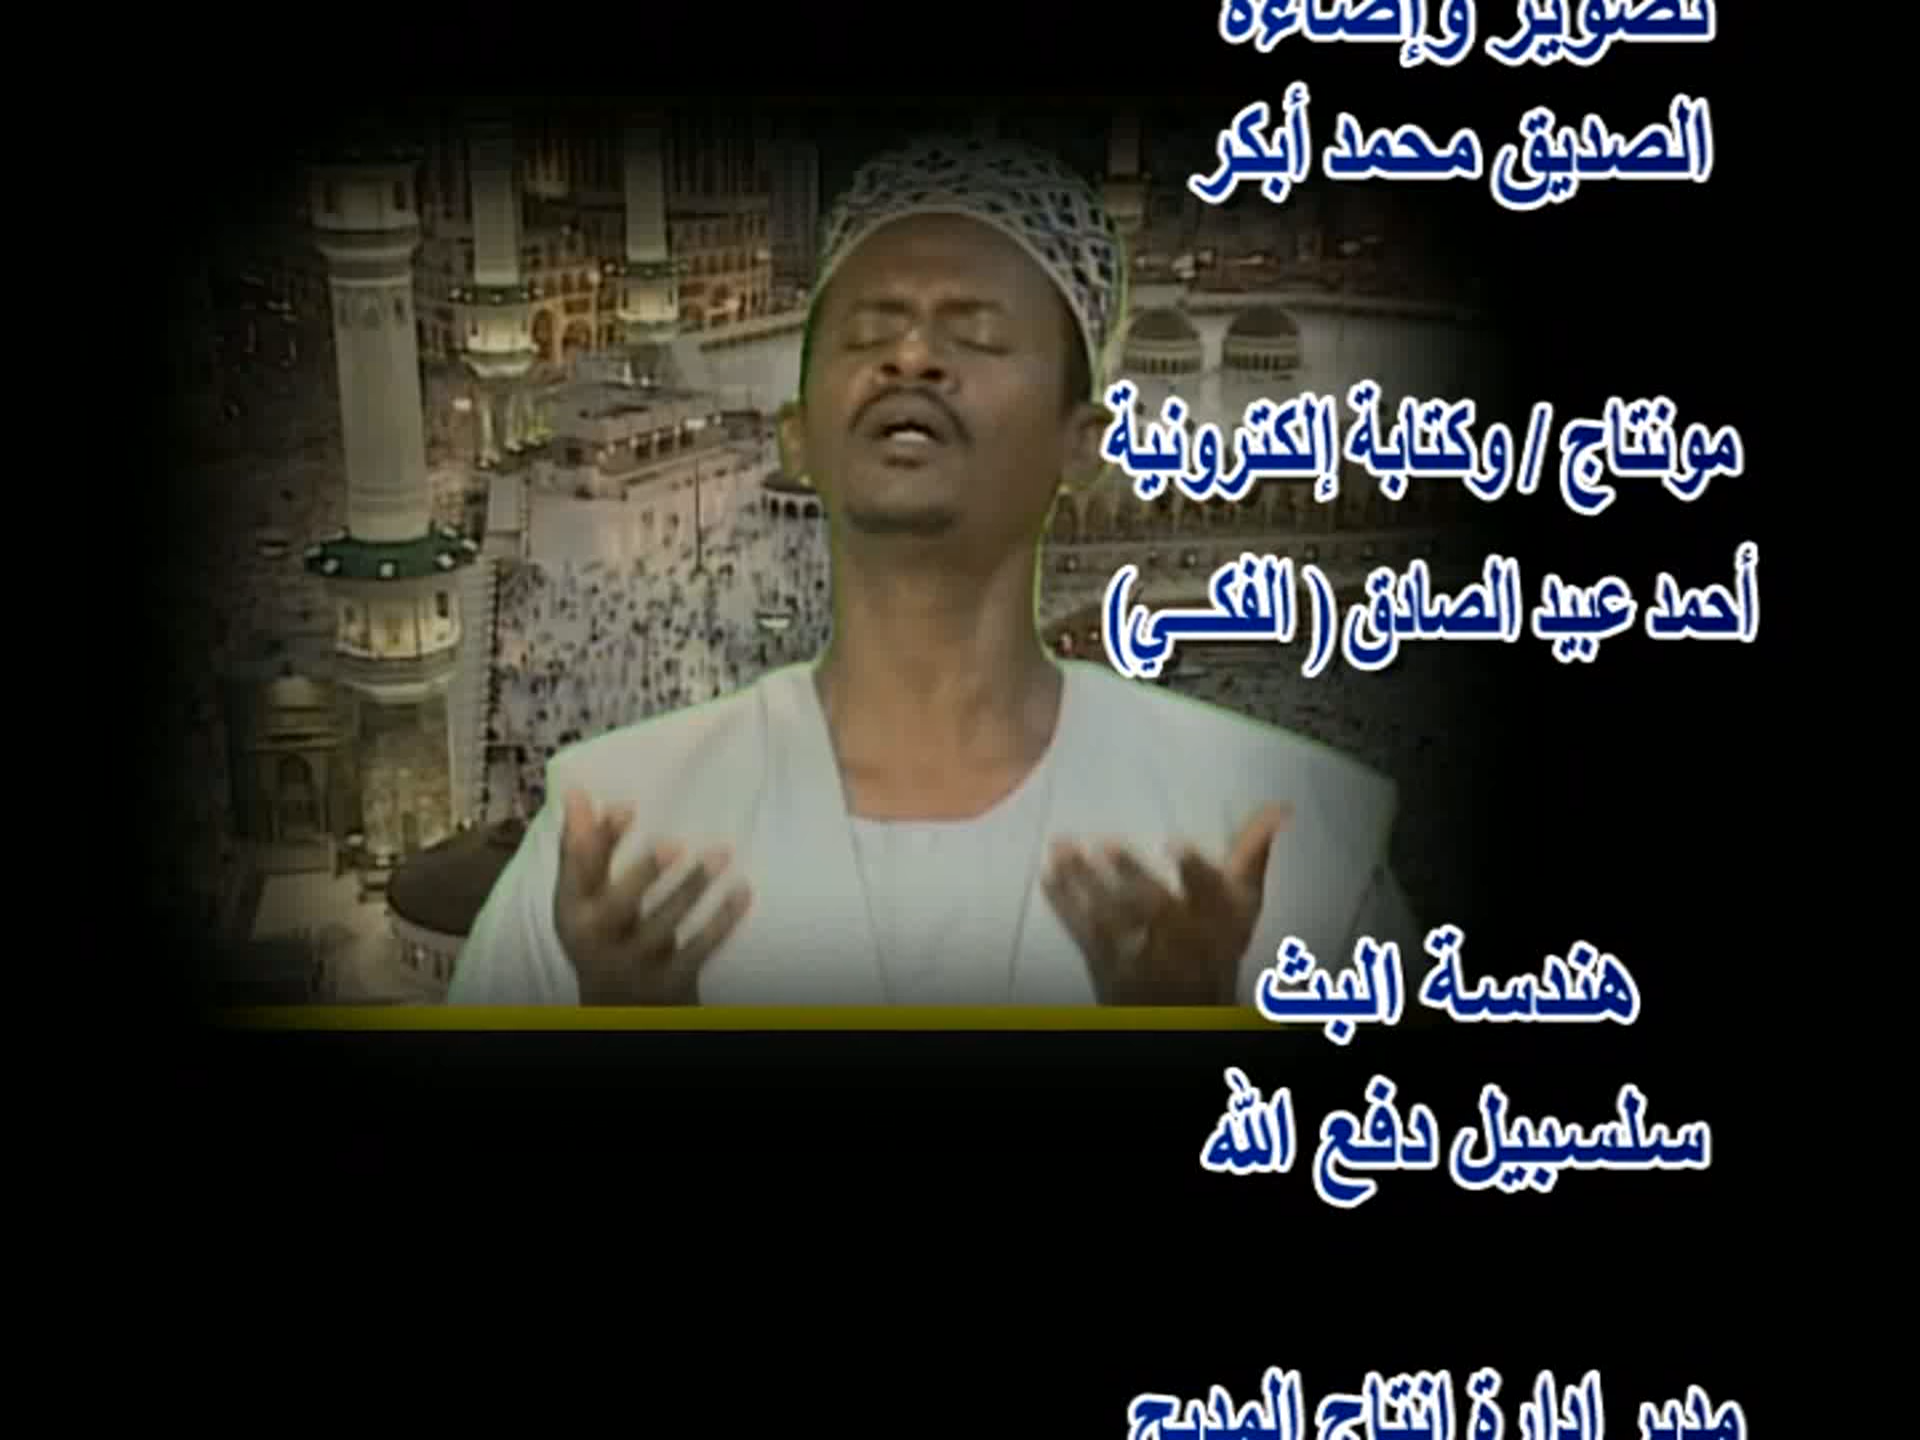 تصوير وإضاءة
الصديق محمد أبكر
مونتاج / وكتابة إلكترونية
أحمد عبيد الصادق ( الفكـــي)
هندسة البث
سلسبيل دفع الله
مدير إدارة إنتاج المديح